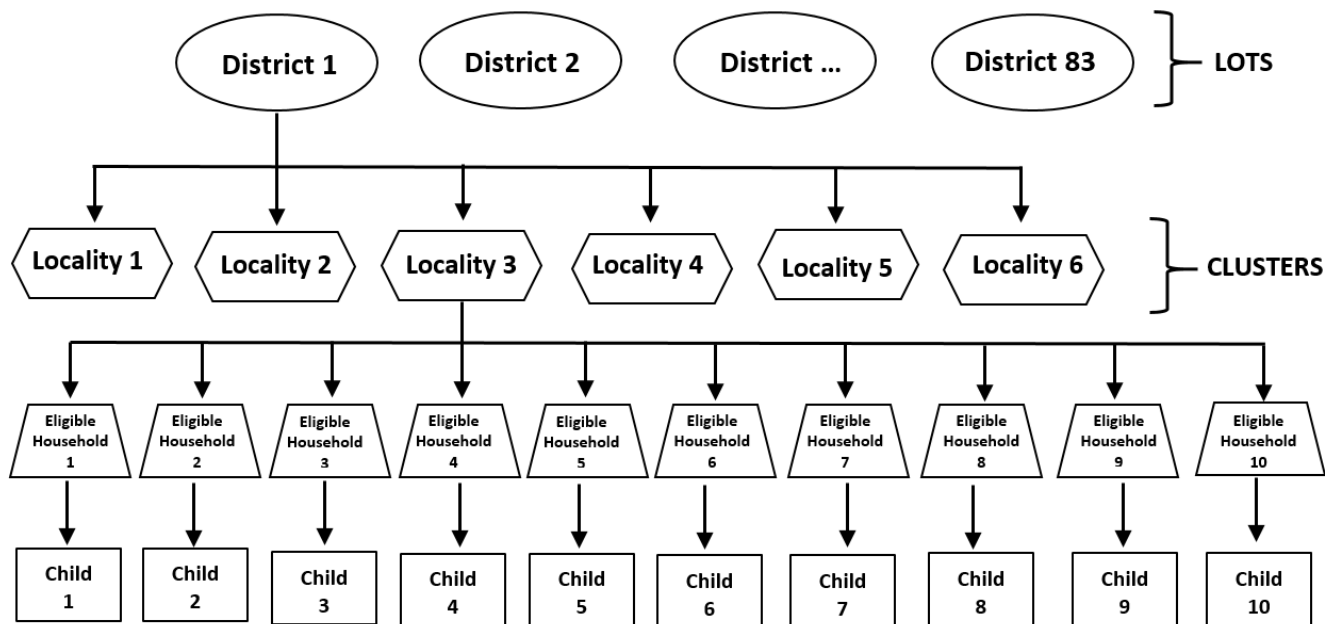 District 1
District 2
District ...
District 83
LOTS
Locality 1
Locality 2
Locality 3
Locality 4
Locality 5
Locality 6
CLUSTERS
Eligible
Household
1
Eligible
Household
2
Eligible
Household
3
Eligible
Household
4
Eligible
Household
5
Eligible
Household
6
Eligible
Household
7
Eligible
Household
8
Eligible
Household
9
Eligible
Household
10
Child
1
Child
2
Child
3
Child
4
Child
5
Child
6
Child
7
Child
8
Child
9
Child
10